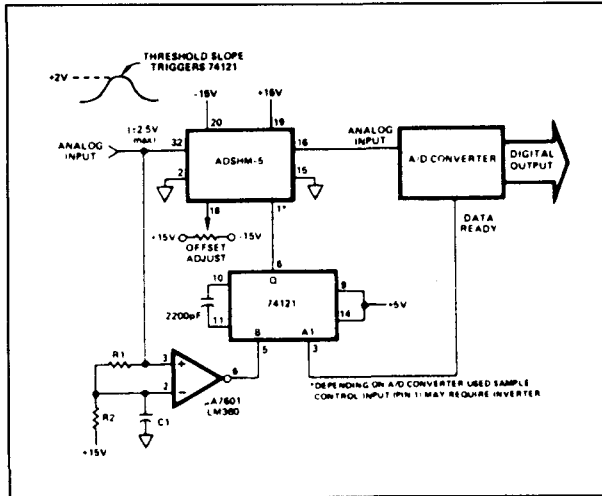 THRESHOLD SLOPE
TRIGGERS 74121
+2V
-15V
+15V
20
19
(±2.5V
max)
ANALOG
INPUT
32
ADSHM-5
16
ANALOG
INPUT
A/D CONVERTER
DIGITAL
OUTPUT
2
15
18
1*
DATA
READY
+15V
-15V
OFFSET
ADJUST
6
Q
10
9
74121
2200pF
11
14
+5V
B
A1
5
3
R1
3
+
6
2
-
*DEPENDING ON A/D CONVERTER USED SAMPLE
CONTROL INPUT (PIN 1) MAY REQUIRE INVERTER
R2
C1
LM380
+15V